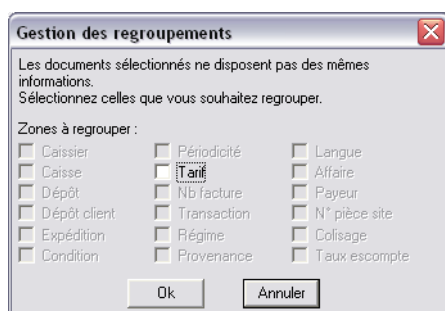 Gestion des regroupements
Les documents sélectionnés ne disposent pas des mêmes
informations.
Sélectionnez celles que vous souhaitez regrouper.
Zones à regrouper :
Caissier Périodicité Langue
Caisse Tarif Affaire
Dépôt Nb facture Payeur
Dépôt client Transaction N° pièce site
Expédition Régime Colisage
Condition Provenance Taux escompte
Ok Annuler